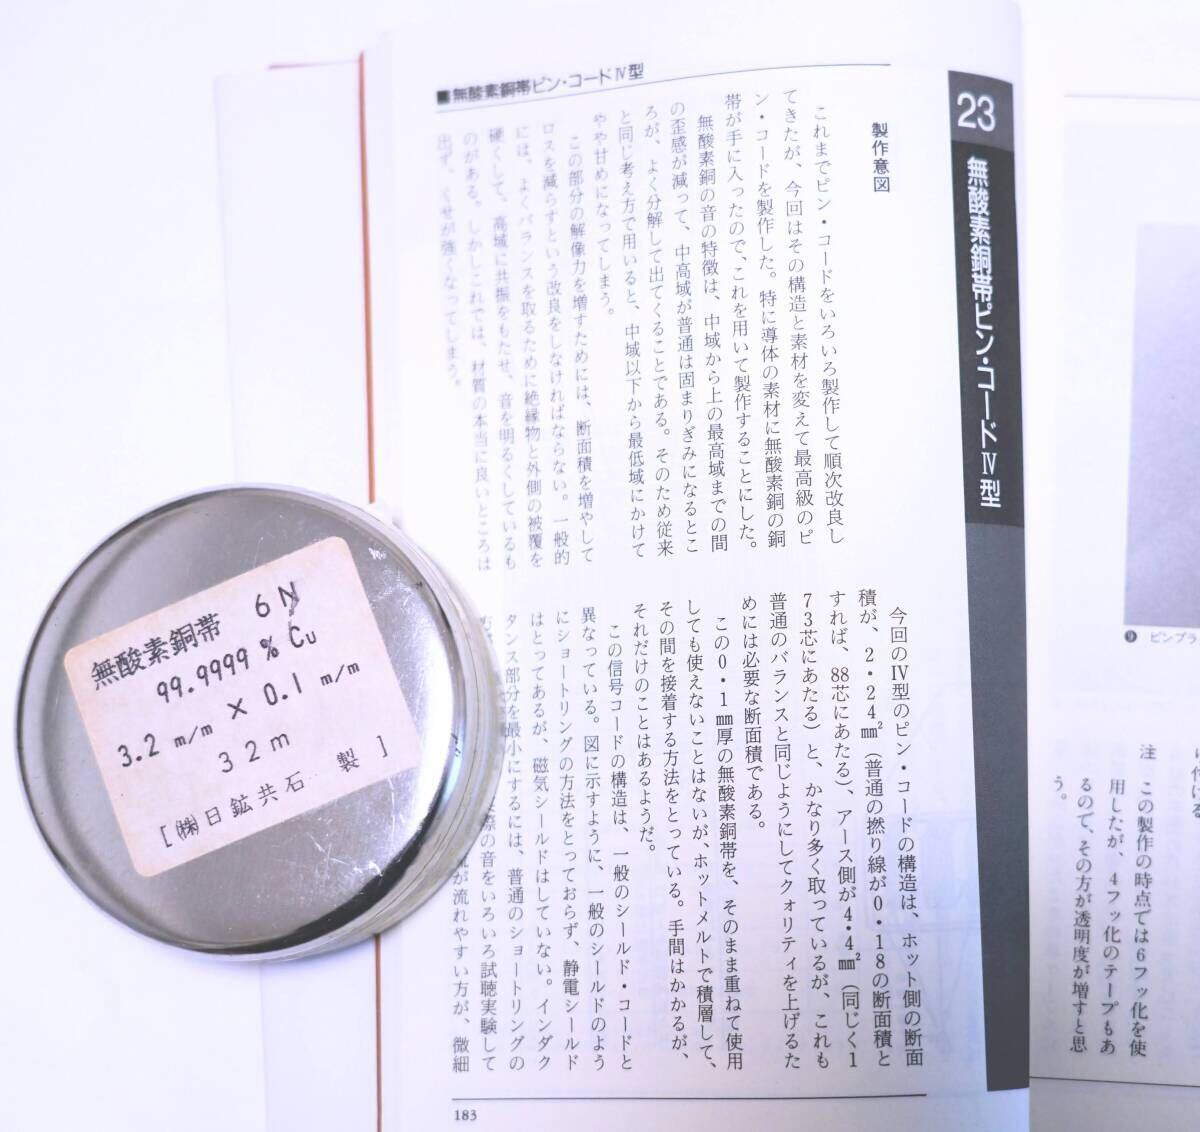 ■無酸素銅帯ピン・コードⅣ型
23
無酸素銅帯ピン・コードⅣ型
製作意図
これまでピン・コードをいろいろ製作して順次改良し
てきたが、今回はその構造と素材を変えて最高級のピ
ン・コードを製作した。特に導体の素材に無酸素銅の銅
帯が手に入ったので、これを用いて製作することにした。
無酸素銅の音の特徴は、中域から上の最高域までの間
の歪感が減って、中高域が普通は固まりぎみになるとこ
ろが、よく分解して出てくることである。そのため従来
と同じ考え方で用いると、中域以下から最低域にかけて
やや甘めになってしまう。
この部分の解像力を増すためには、断面積を増やして
ロスを減らすという改良をしなければならない。一般的
には、よくバランスを取るために絶縁物と外側の被覆を
硬くして、高域に共振をもたせ、音を明るくしているも
のがある。しかしこれでは、材質の本当に良いところは
出ず、くせが強くなってしまう。
今回のⅣ型のピン・コードの構造は、ホット側の断面
積が、2・24㎟(普通の撚り線が0・18の断面積と
すれば、88芯にあたる)、アース側が4・4㎟(同じく1
73芯にあたる)と、かなり多く取っているが、これも
普通のバランスと同じようにしてクォリティを上げるた
めには必要な断面積である。
この0・1㎜厚の無酸素銅帯を、そのまま重ねて使用
しても使えないことはないが、ホットメルトで積層して、
その間を接着する方法をとっている。手間はかかるが、
それだけのことはあるようだ。
この信号コードの構造は、一般のシールド・コードと
異なっている。図に示すように、一般のシールドのよう
にショートリングの方法をとっておらず、静電シールド
はとってあるが、磁気シールドはしていない。インダク
タンス部分を最小にするには、普通のショートリングの
際の音をいろいろ試聴実験して
が流れやすい方が、微細
183
無酸素銅帯 6N
99.9999%Cu
3.2 m/m × 0.1 m/m
32m
[㈱日鉱共石 製]
❾ ピンプラ
に付ける
注 この製作の時点では6フッ化を使
用したが、4フッ化のテープもあ
るので、その方が透明度が増すと思
う。